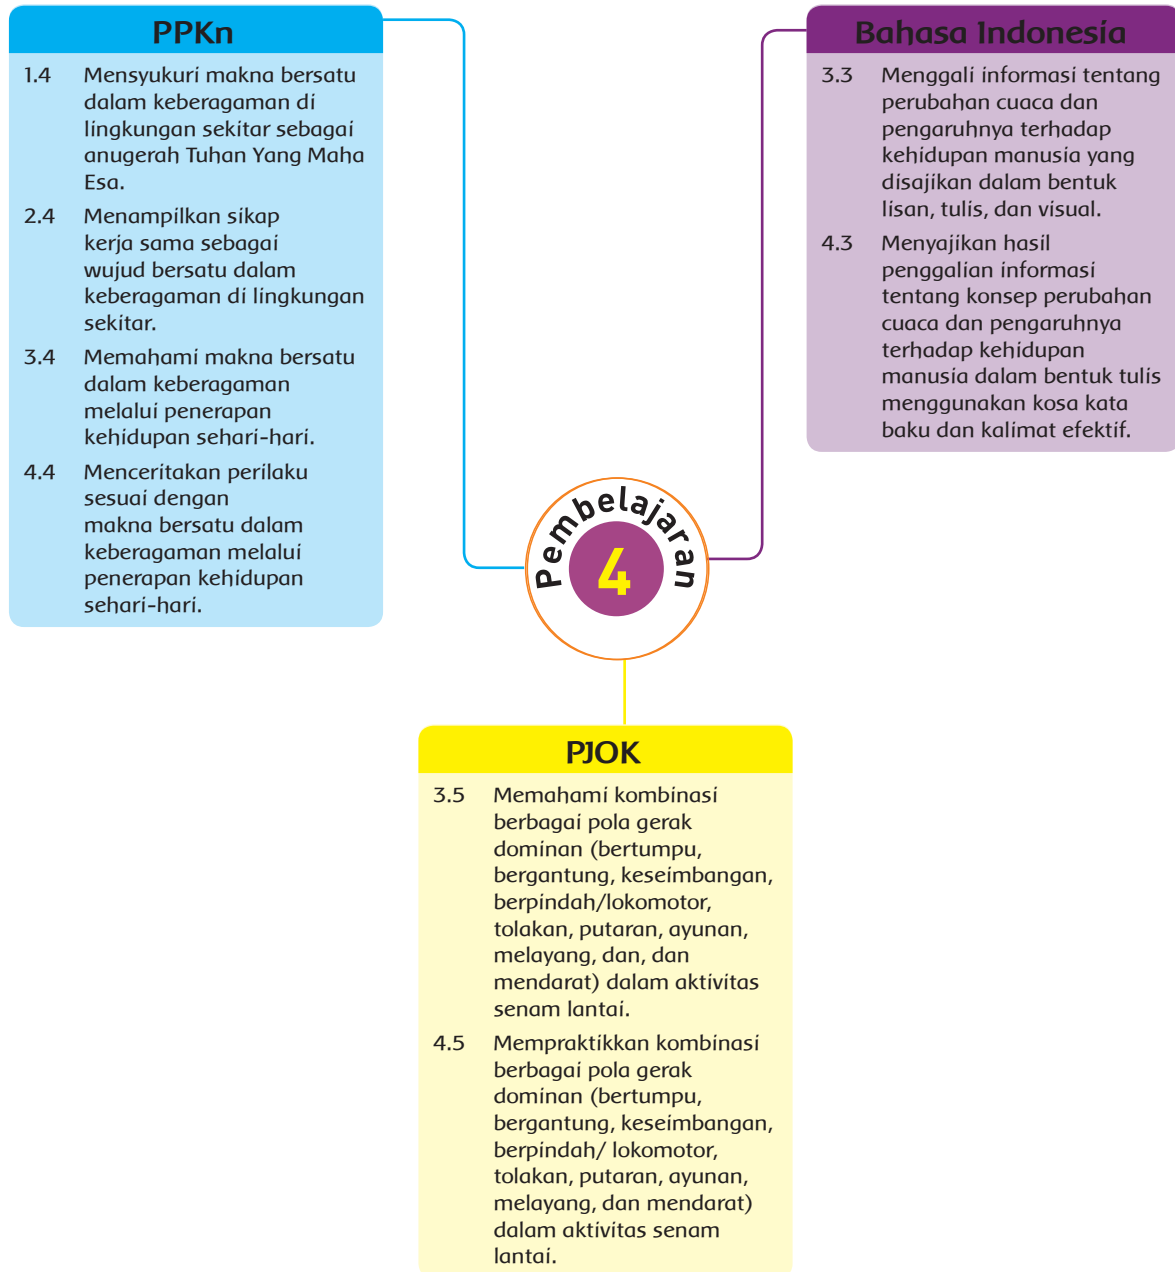 PPKn
1.4 Mensyukuri makna bersatu
dalam keberagaman di
lingkungan sekitar sebagai
anugerah Tuhan Yang Maha
Esa.
2.4 Menampilkan sikap
kerja sama sebagai
wujud bersatu dalam
keberagaman di lingkungan
sekitar.
3.4 Memahami makna bersatu
dalam keberagaman
melalui penerapan
kehidupan sehari-hari.
4.4 Menceritakan perilaku
sesuai dengan
makna bersatu dalam
keberagaman melalui
penerapan kehidupan
sehari-hari.
Bahasa Indonesia
3.3 Menggali informasi tentang
perubahan cuaca dan
pengaruhnya terhadap
kehidupan manusia yang
disajikan dalam bentuk
lisan, tulis, dan visual.
4.3 Menyajikan hasil
penggalian informasi
tentang konsep perubahan
cuaca dan pengaruhnya
terhadap kehidupan
manusia dalam bentuk tulis
menggunakan kosa kata
baku dan kalimat efektif.
Pembelajaran
4
PJOK
3.5 Memahami kombinasi
berbagai pola gerak
dominan (bertumpu,
bergantung, keseimbangan,
berpindah/lokomotor,
tolakan, putaran, ayunan,
melayang, dan, dan
mendarat) dalam aktivitas
senam lantai.
4.5 Mempraktikkan kombinasi
berbagai pola gerak
dominan (bertumpu,
bergantung, keseimbangan,
berpindah/ lokomotor,
tolakan, putaran, ayunan,
melayang, dan mendarat)
dalam aktivitas senam
lantai.